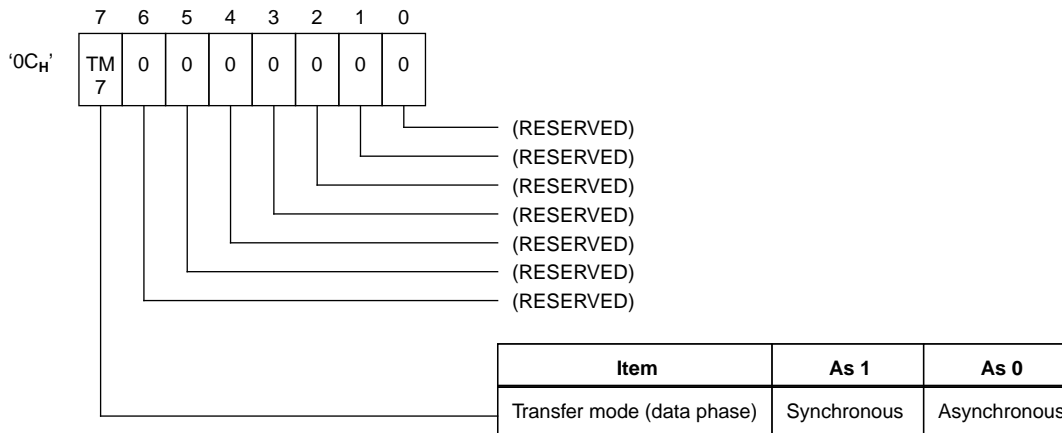 7 6 5 4 3 2 1 0
‘0CH’ TM 7 0 0 0 0 0 0 0
(RESERVED)
(RESERVED)
(RESERVED)
(RESERVED)
(RESERVED)
(RESERVED)
(RESERVED)
Item As 1 As 0
Transfer mode (data phase) Synchronous Asynchronous